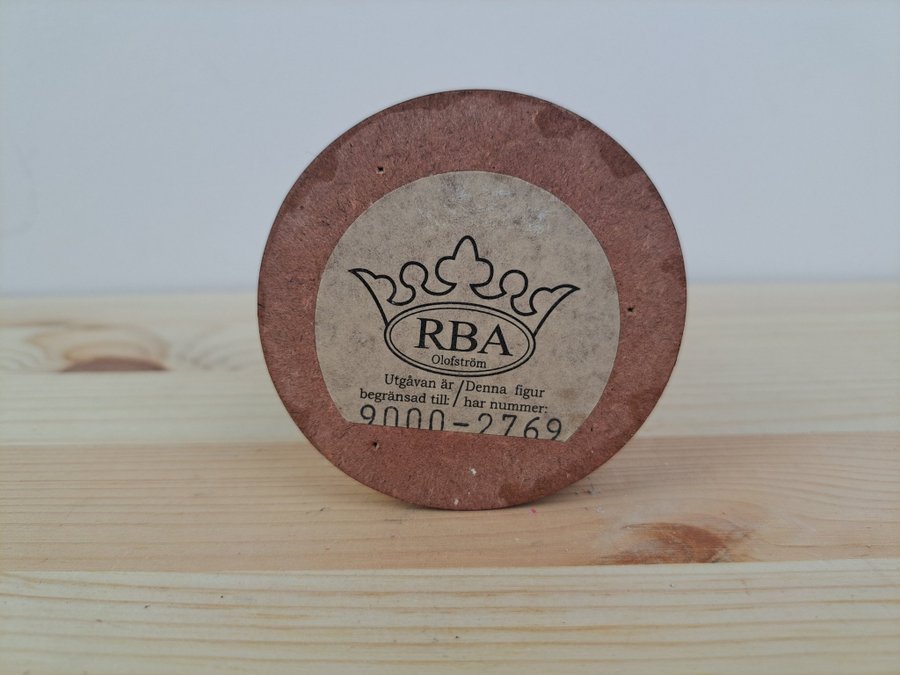 RBA
Olofström
Utgåvan är / Denna figur
begränsad till: / har nummer:
9000-2769